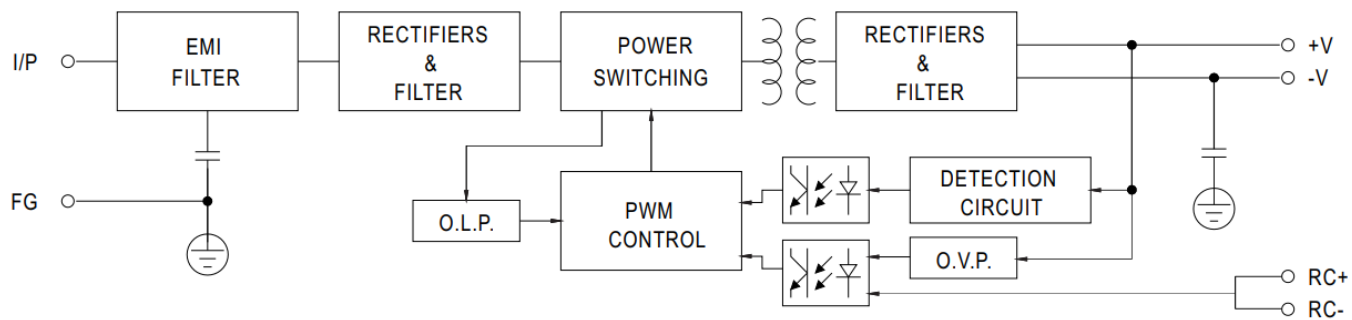 I/P
EMI
FILTER
RECTIFIERS
&
FILTER
POWER
SWITCHING
RECTIFIERS
&
FILTER
+V
-V
FG
O.L.P.
PWM
CONTROL
DETECTION
CIRCUIT
O.V.P.
RC+
RC-